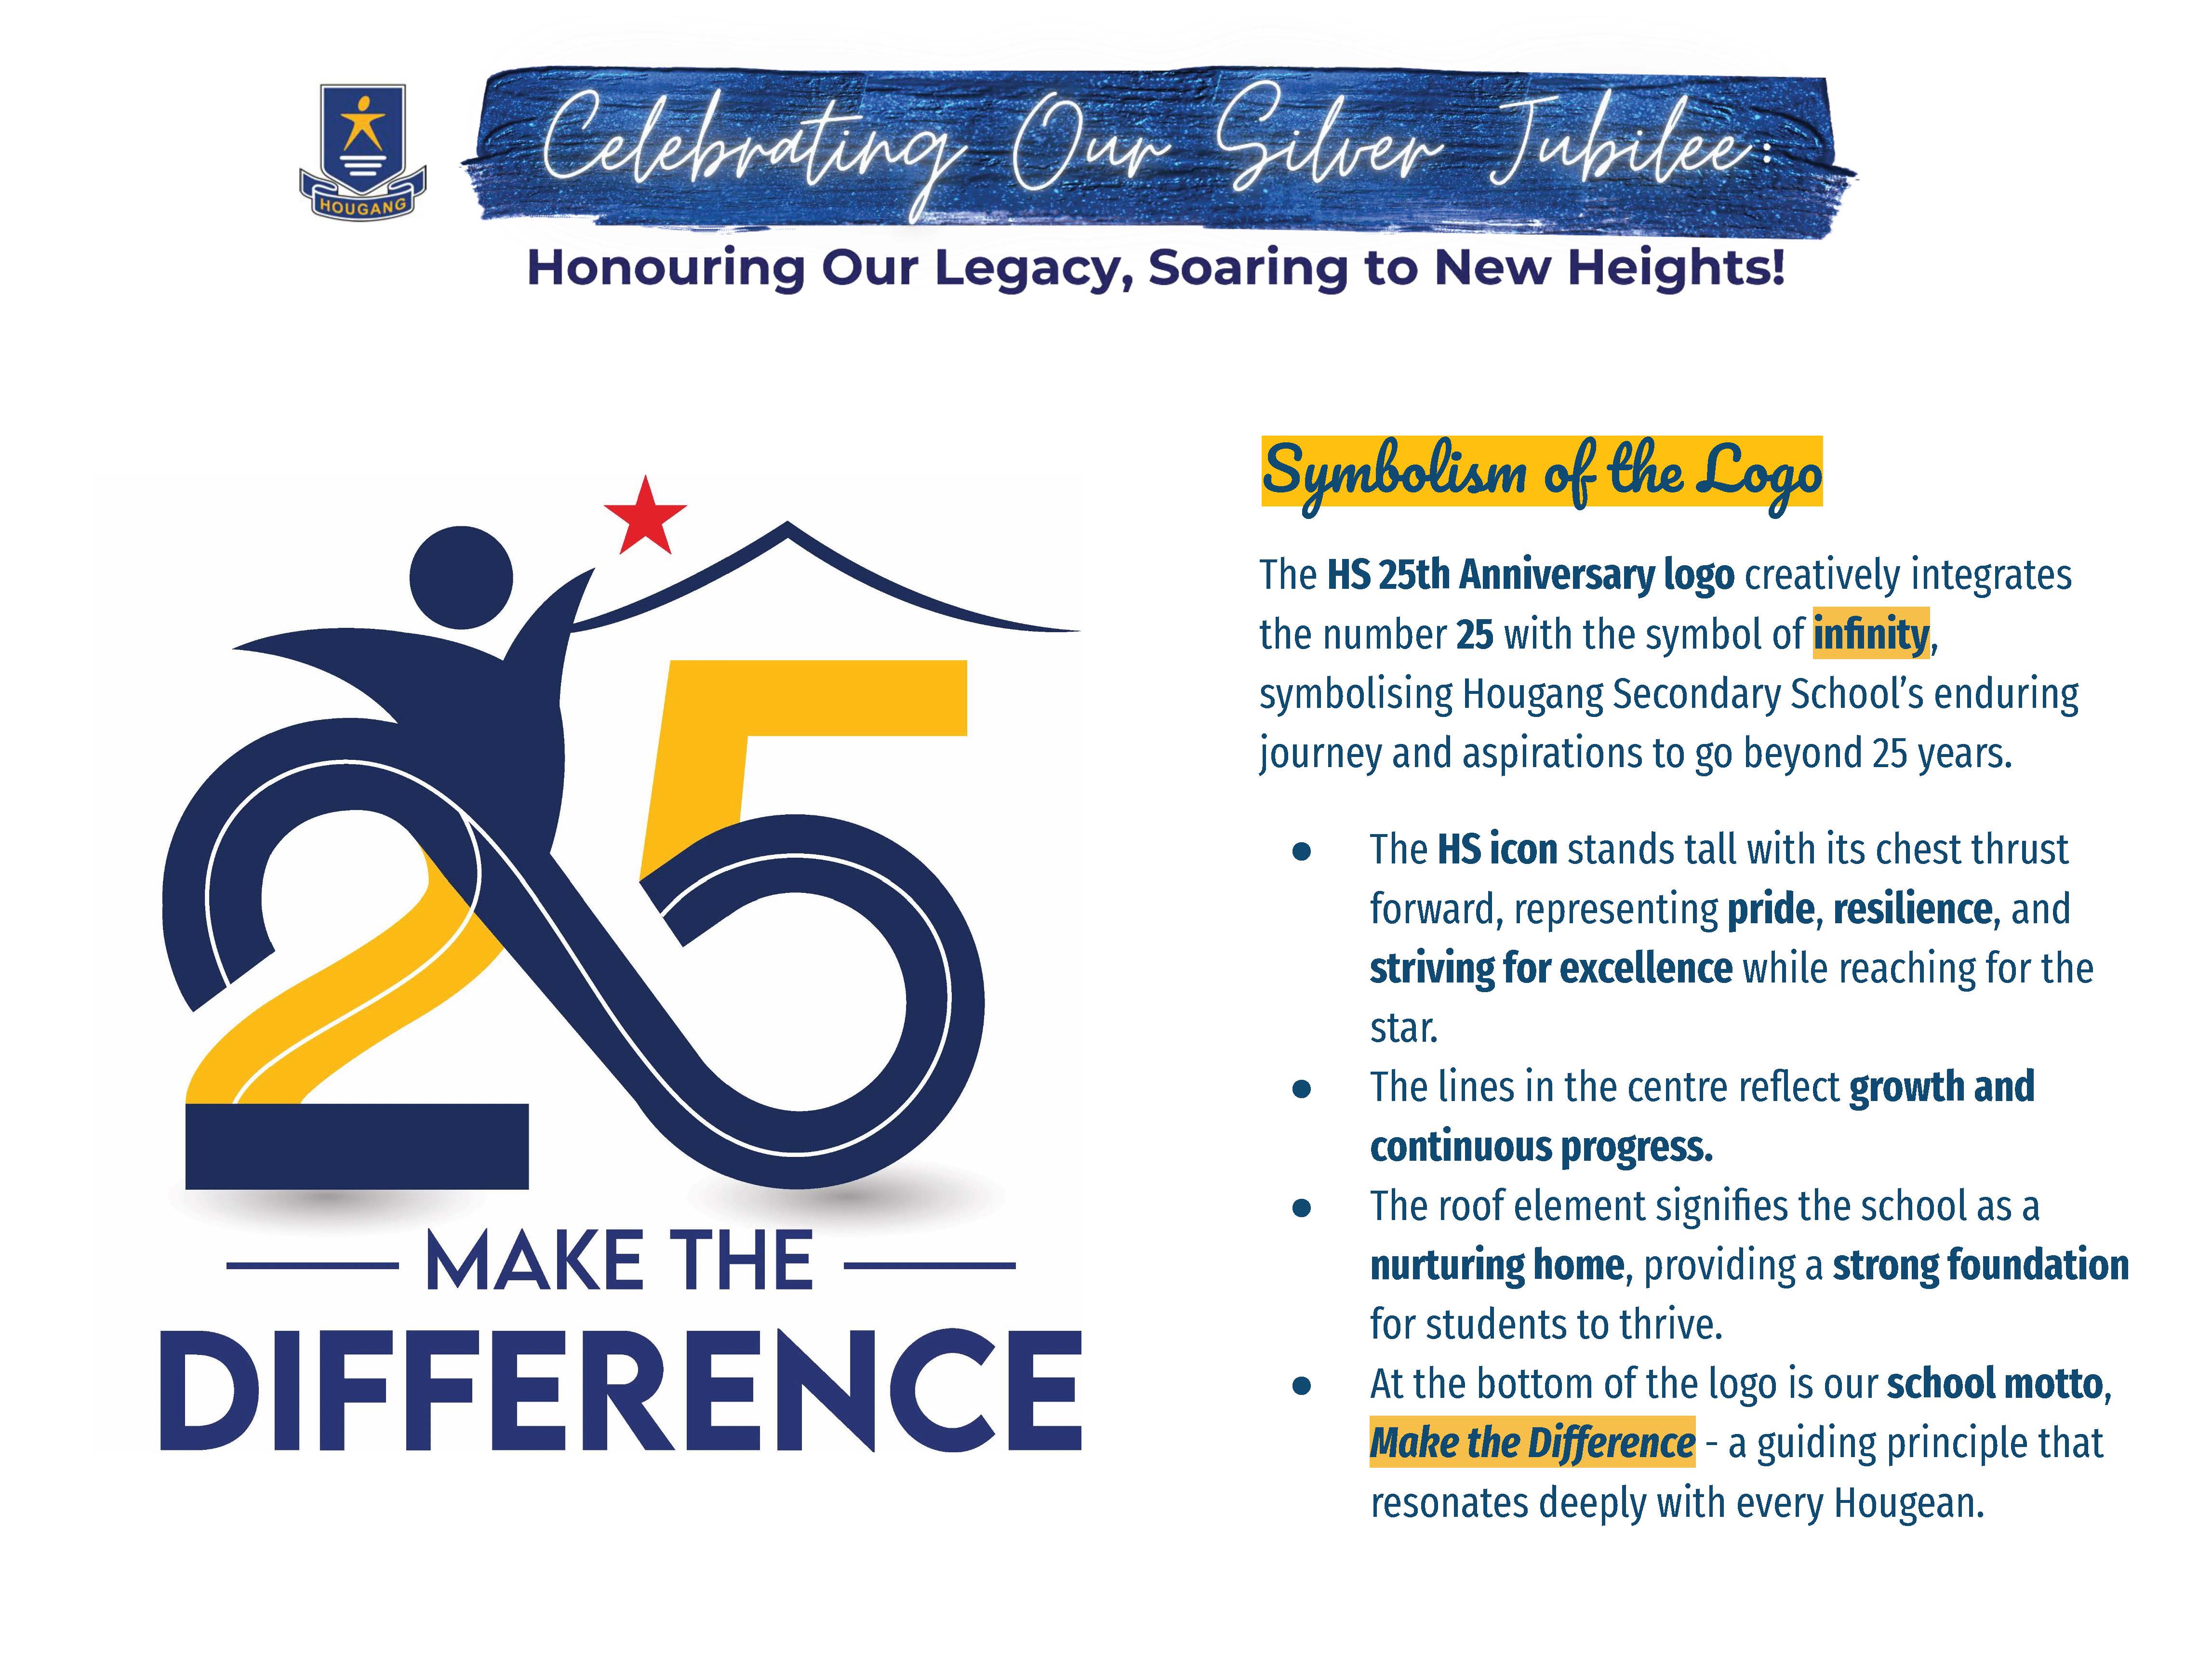 HOUGANG
Celebrating Our Silver Jubilee:
Honouring Our Legacy, Soaring to New Heights!
25
MAKE THE
DIFFERENCE
Symbolism of the Logo
The HS 25th Anniversary logo creatively integrates
the number 25 with the symbol of infinity,
symbolising Hougang Secondary School’s enduring
journey and aspirations to go beyond 25 years.
● The HS icon stands tall with its chest thrust
forward, representing pride, resilience, and
striving for excellence while reaching for the
star.
● The lines in the centre reflect growth and
continuous progress.
● The roof element signifies the school as a
nurturing home, providing a strong foundation
for students to thrive.
● At the bottom of the logo is our school motto,
Make the Difference - a guiding principle that
resonates deeply with every Hougean.